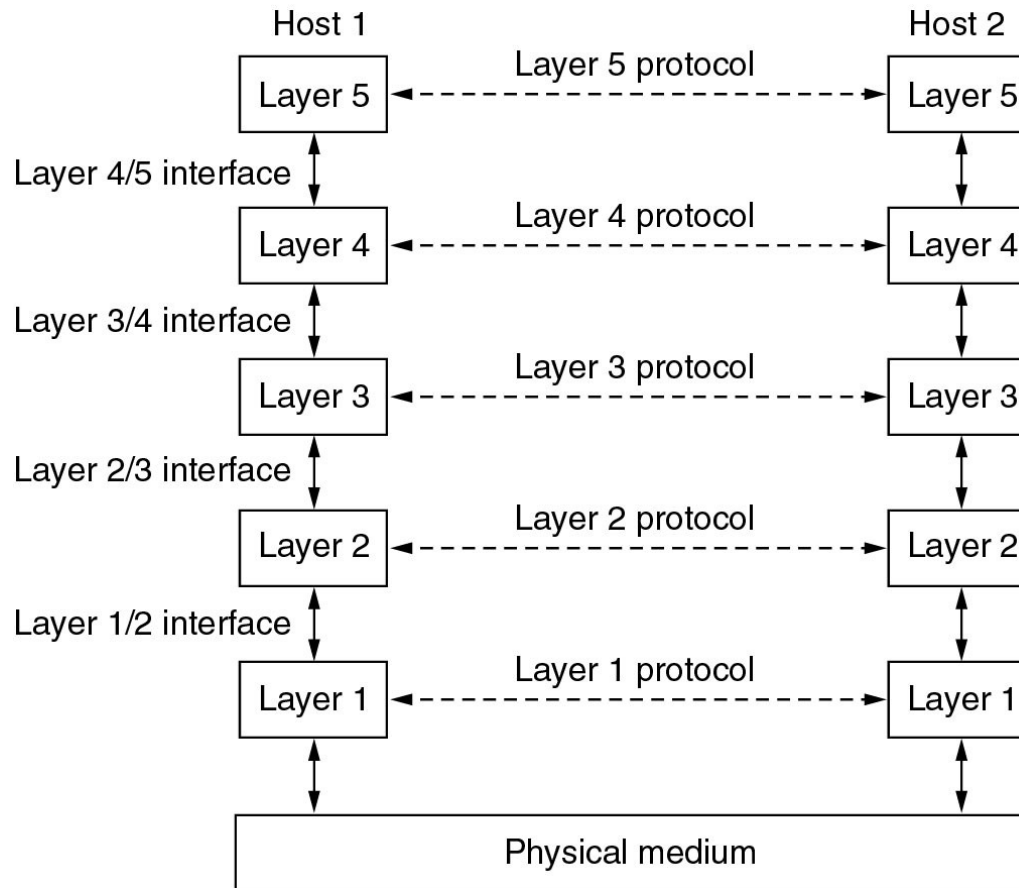 Host 1
Host 2
Layer 5 protocol
Layer 5
Layer 5
Layer 4/5 interface
Layer 4 protocol
Layer 4
Layer 4
Layer 3/4 interface
Layer 3 protocol
Layer 3
Layer 3
Layer 2/3 interface
Layer 2 protocol
Layer 2
Layer 2
Layer 1/2 interface
Layer 1 protocol
Layer 1
Layer 1
Physical medium